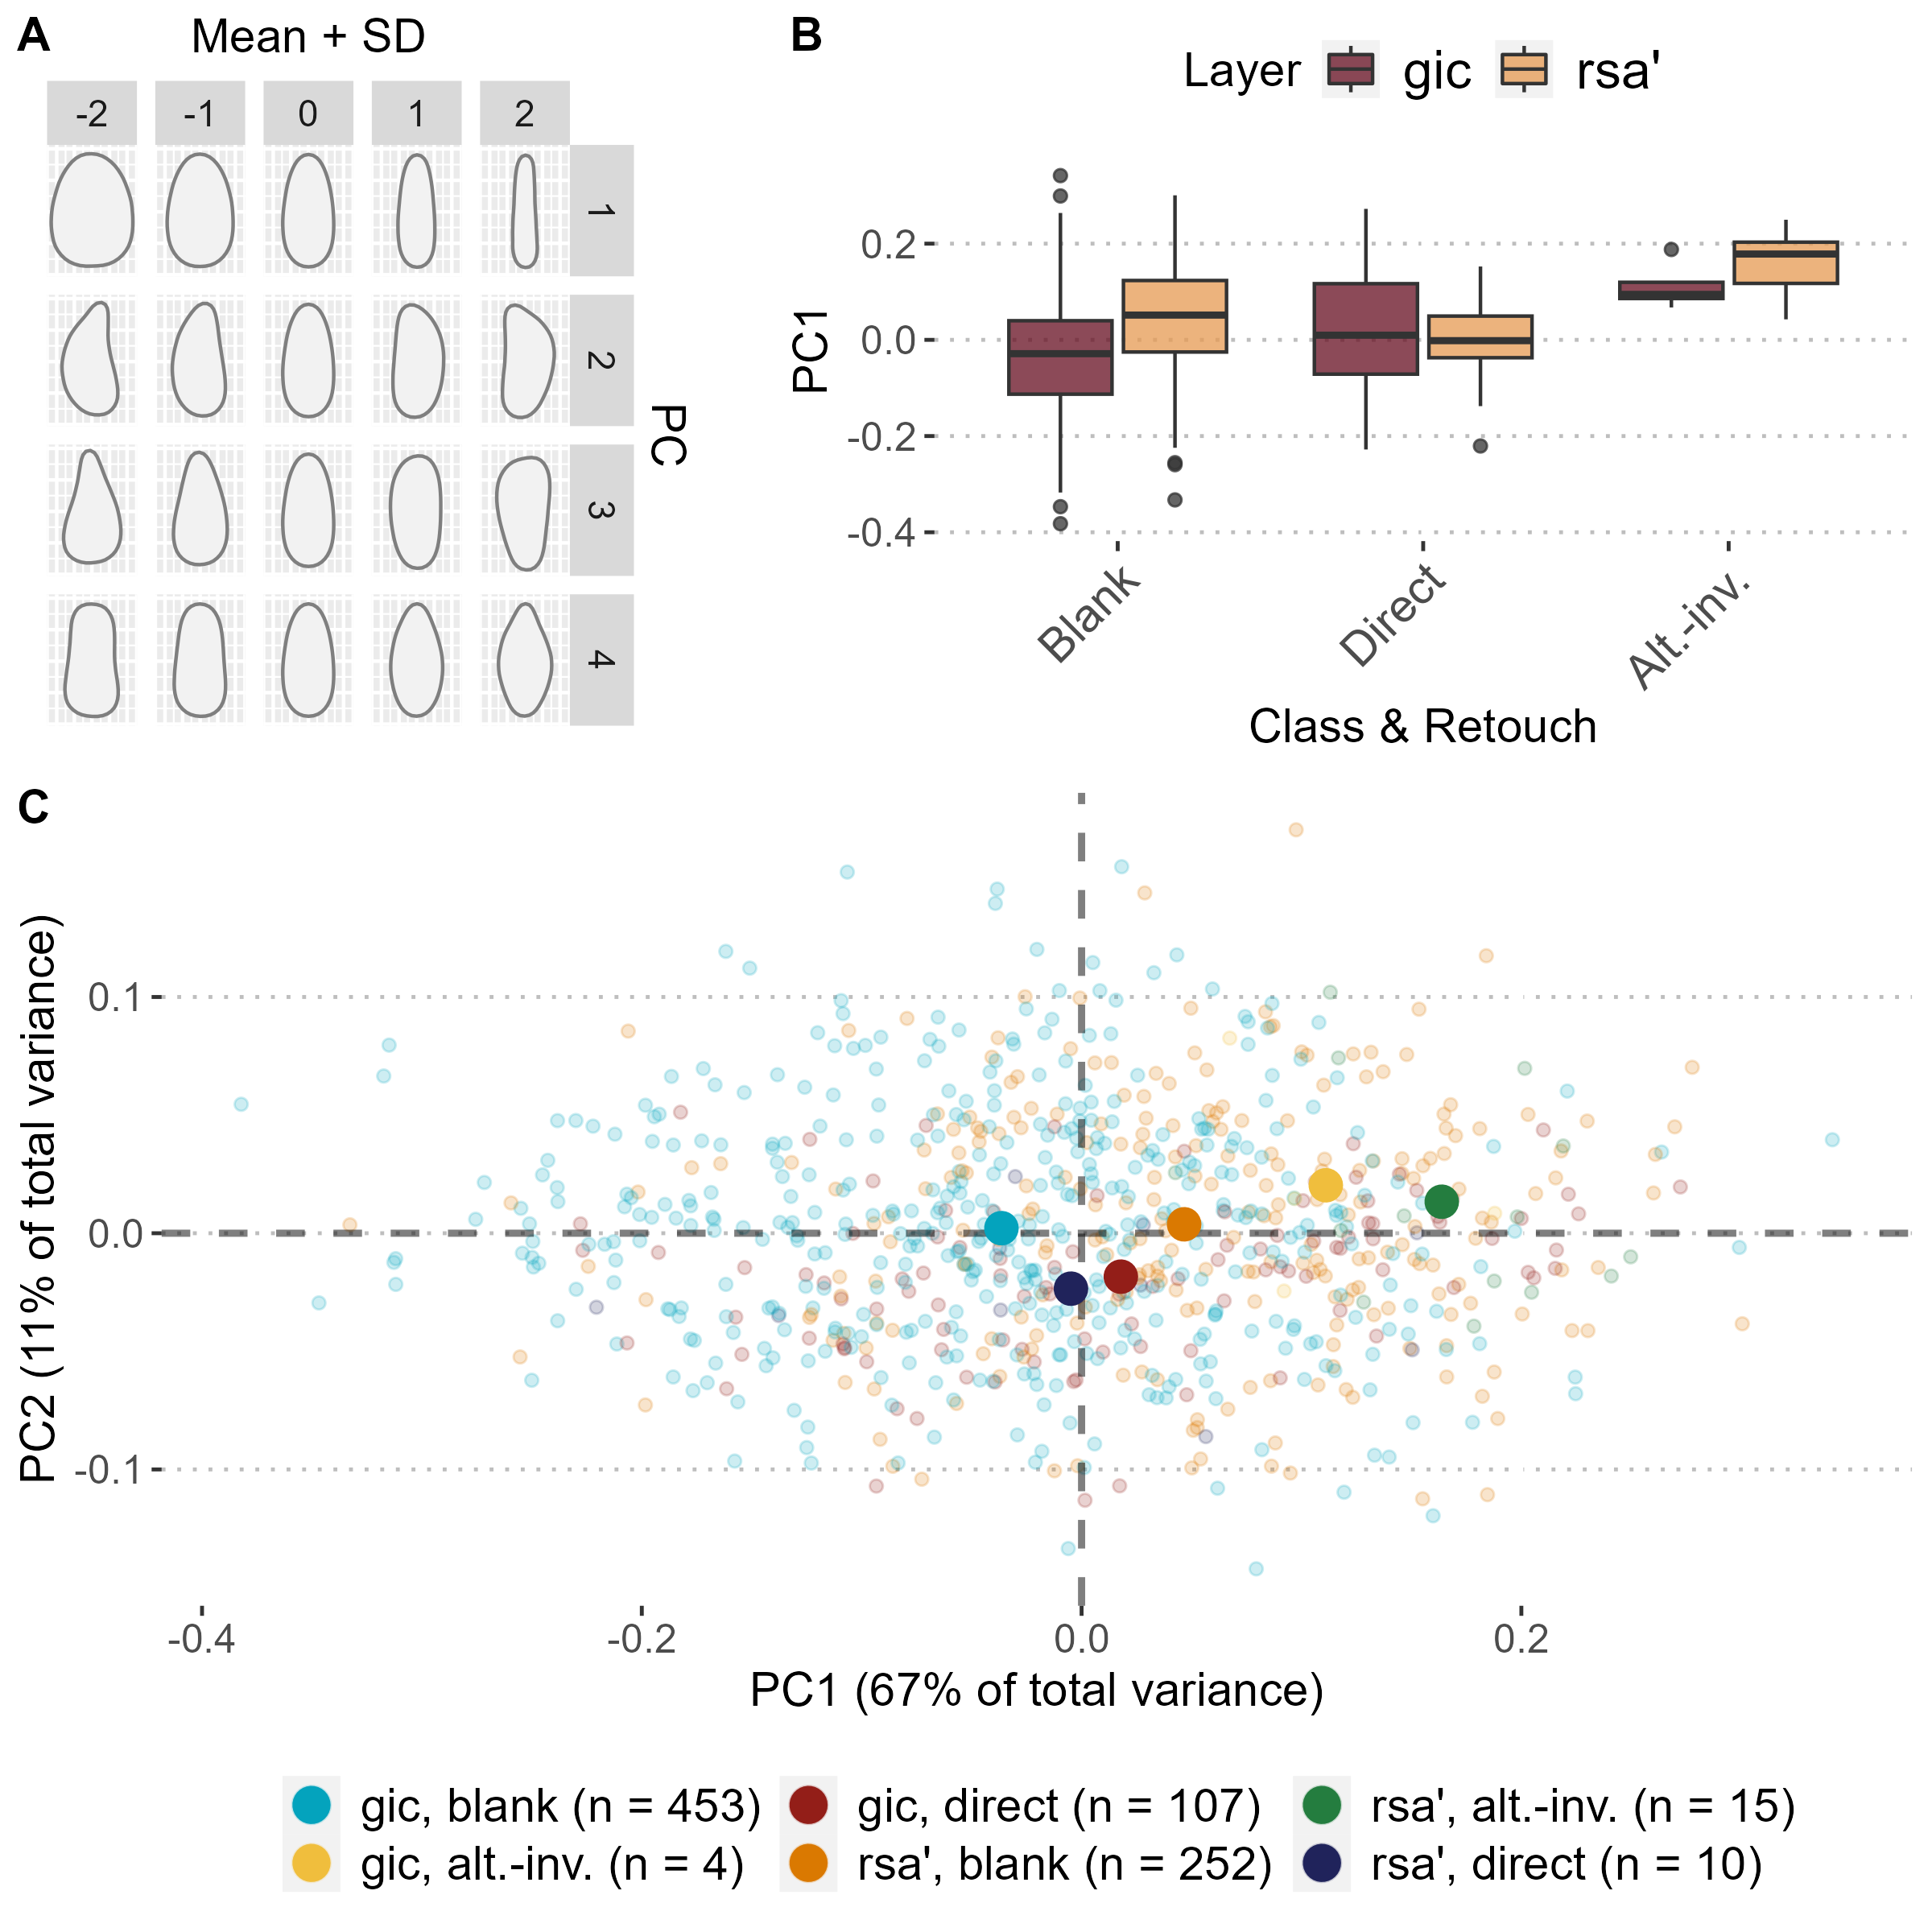 A
Mean + SD
-2 -1 0 1 2
1
2
3
4
PC
B
Layer gic rsa'
PC1
0.2
0.0
-0.2
-0.4
Blank Direct Alt.-inv.
Class & Retouch
C
PC2 (11% of total variance)
0.1
0.0
-0.1
-0.4 -0.2 0.0 0.2
PC1 (67% of total variance)
gic, blank (n = 453) gic, direct (n = 107) rsa', alt.-inv. (n = 15)
gic, alt.-inv. (n = 4) rsa', blank (n = 252) rsa', direct (n = 10)